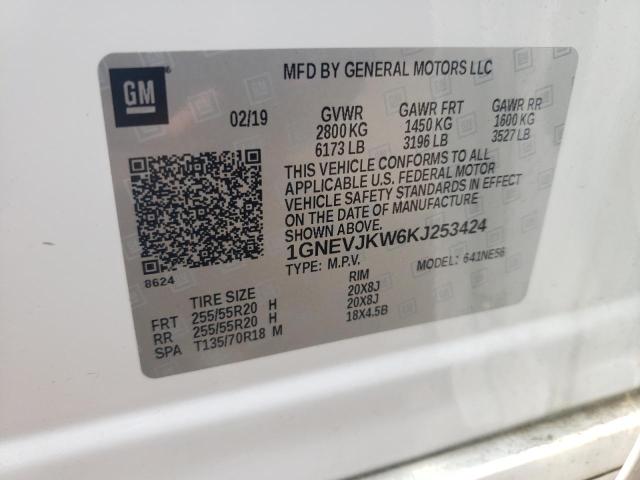 GM
MFD BY GENERAL MOTORS LLC
02/19 GVWR GAWR FRT GAWR RR
2800 KG 1450 KG 1600 KG
6173 LB 3196 LB 3527 LB
THIS VEHICLE CONFORMS TO ALL
APPLICABLE U.S. FEDERAL MOTOR
VEHICLE SAFETY STANDARDS IN EFFECT
ON THE DATE OF MANUFACTURE
SHOWN ABOVE.
1GNEVJKW6KJ253424
TYPE: M.P.V. MODEL: 641NE56
8624
TIRE SIZE RIM
FRT 255/55R20 H 20X8J
RR 255/55R20 H 20X8J
SPA T135/70R18 M 18X4.5B